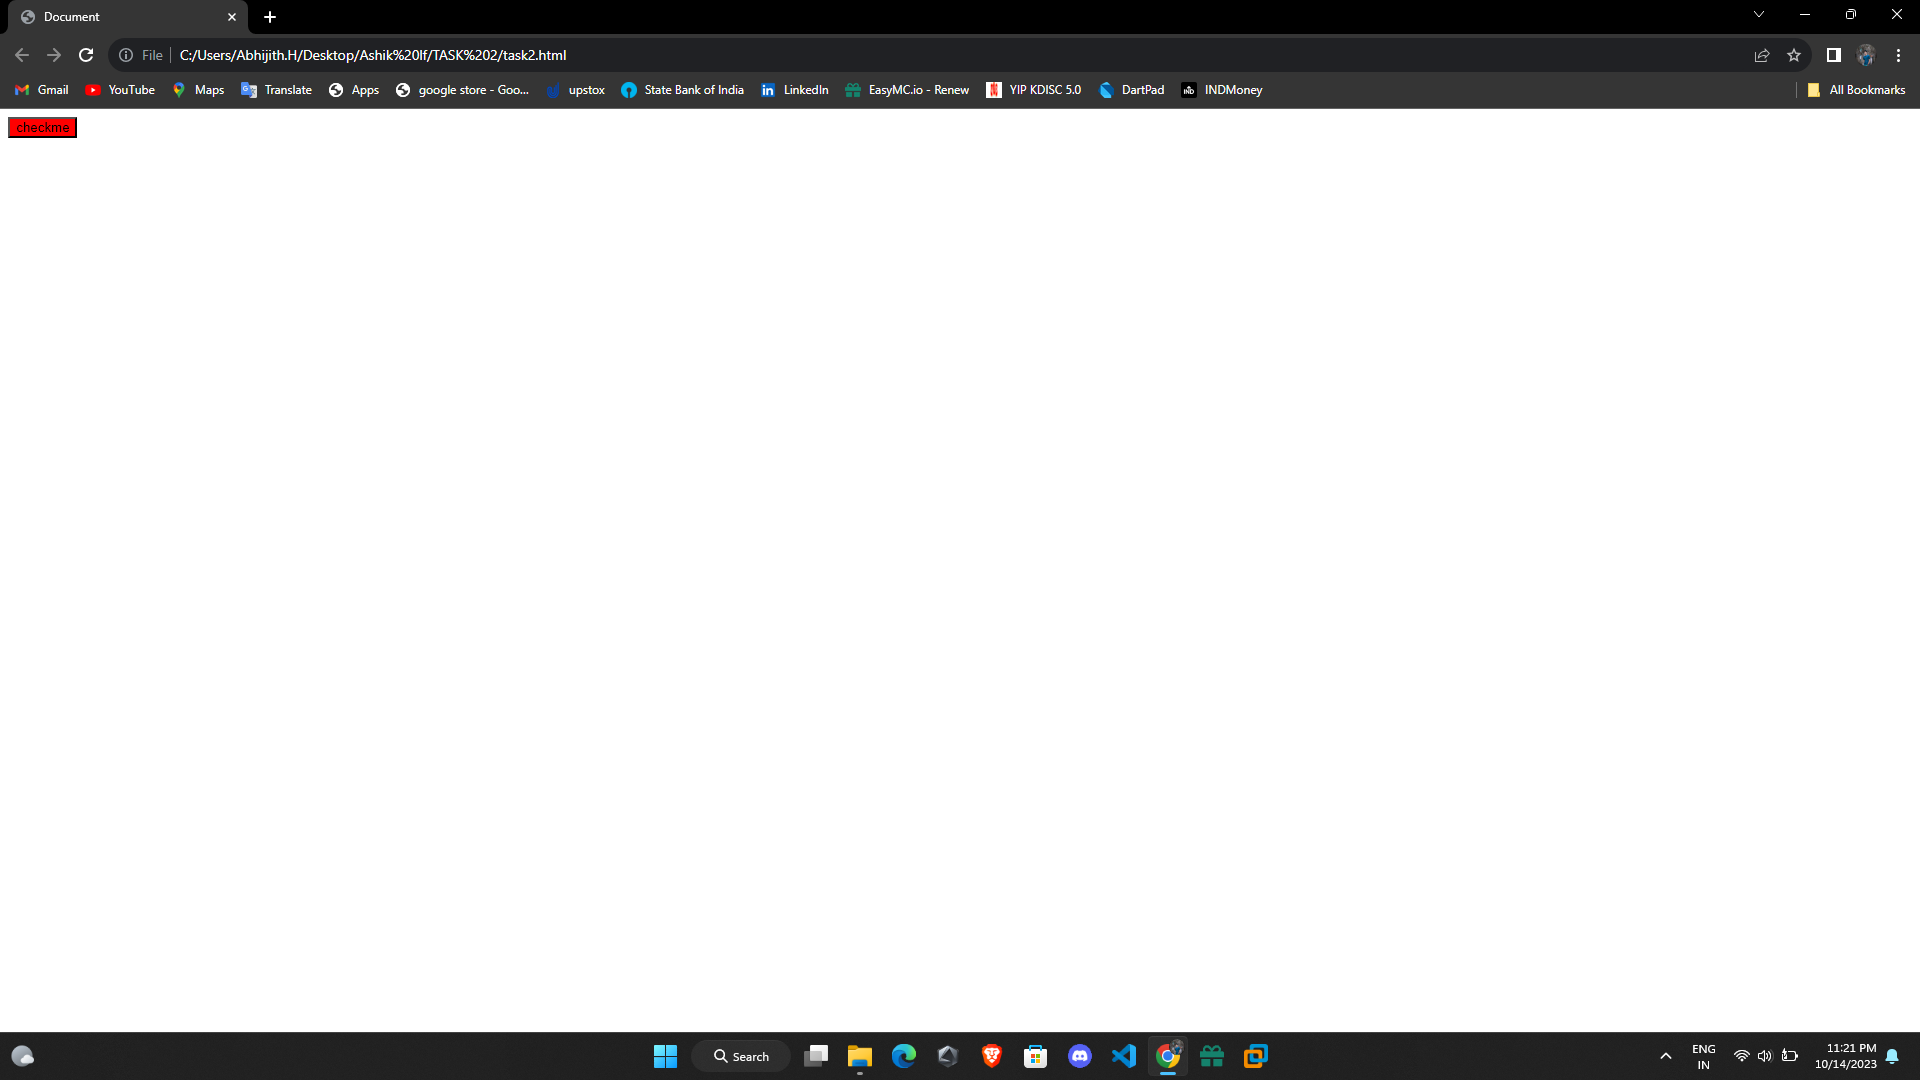 Document
File C:/Users/Abhijith.H/Desktop/Ashik%20lf/TASK%202/task2.html
Gmail YouTube Maps Translate Apps google store - Goo... upstox State Bank of India LinkedIn EasyMC.io - Renew YIP KDISC 5.0 DartPad INDMoney All Bookmarks
checkme
Search
ENG
IN
11:21 PM
10/14/2023